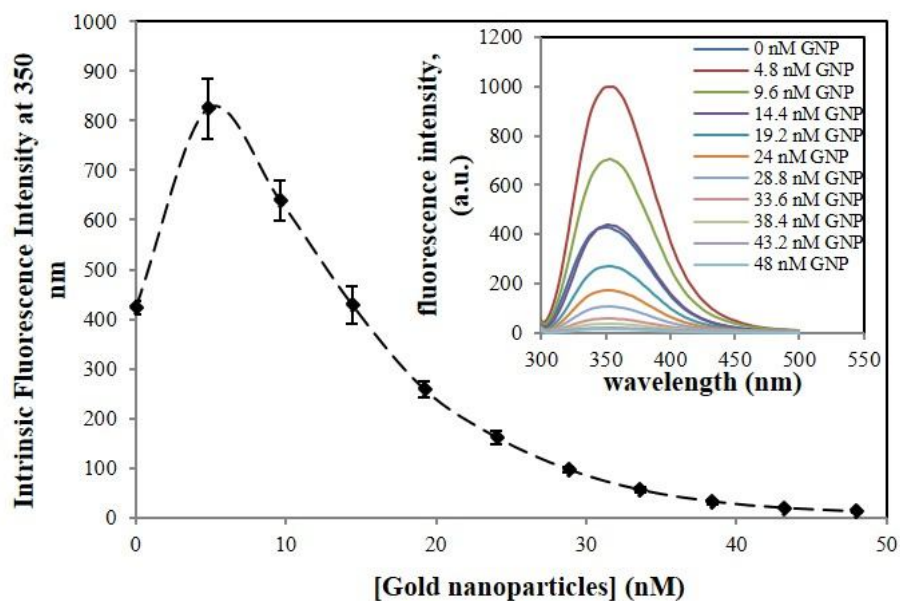 Intrinsic Fluorescence Intensity at 350
nm
1000
900
800
700
600
500
400
300
200
100
0
0 10 20 30 40 50
[Gold nanoparticles] (nM)
fluorescence intensity,
(a.u.)
1200
1000
800
600
400
200
0
300 350 400 450 500 550
wavelength (nm)
0 nM GNP
4.8 nM GNP
9.6 nM GNP
14.4 nM GNP
19.2 nM GNP
24 nM GNP
28.8 nM GNP
33.6 nM GNP
38.4 nM GNP
43.2 nM GNP
48 nM GNP